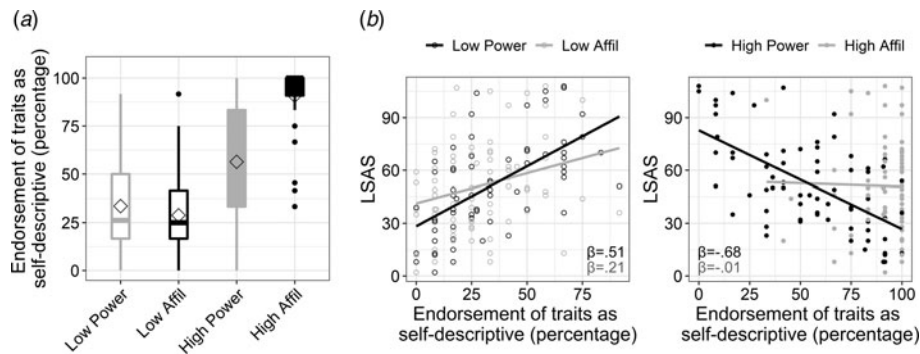 (a)
Endorsement of traits as
self-descriptive (percentage)
100
75
50
25
0
Low Power
Low Affil
High Power
High Affil
(b)
Low Power Low Affil
LSAS
90
60
30
0
β=.51
β=.21
0 25 50 75
Endorsement of traits as
self-descriptive (percentage)
High Power High Affil
LSAS
90
60
30
0
β=-.68
β=-.01
0 25 50 75 100
Endorsement of traits as
self-descriptive (percentage)